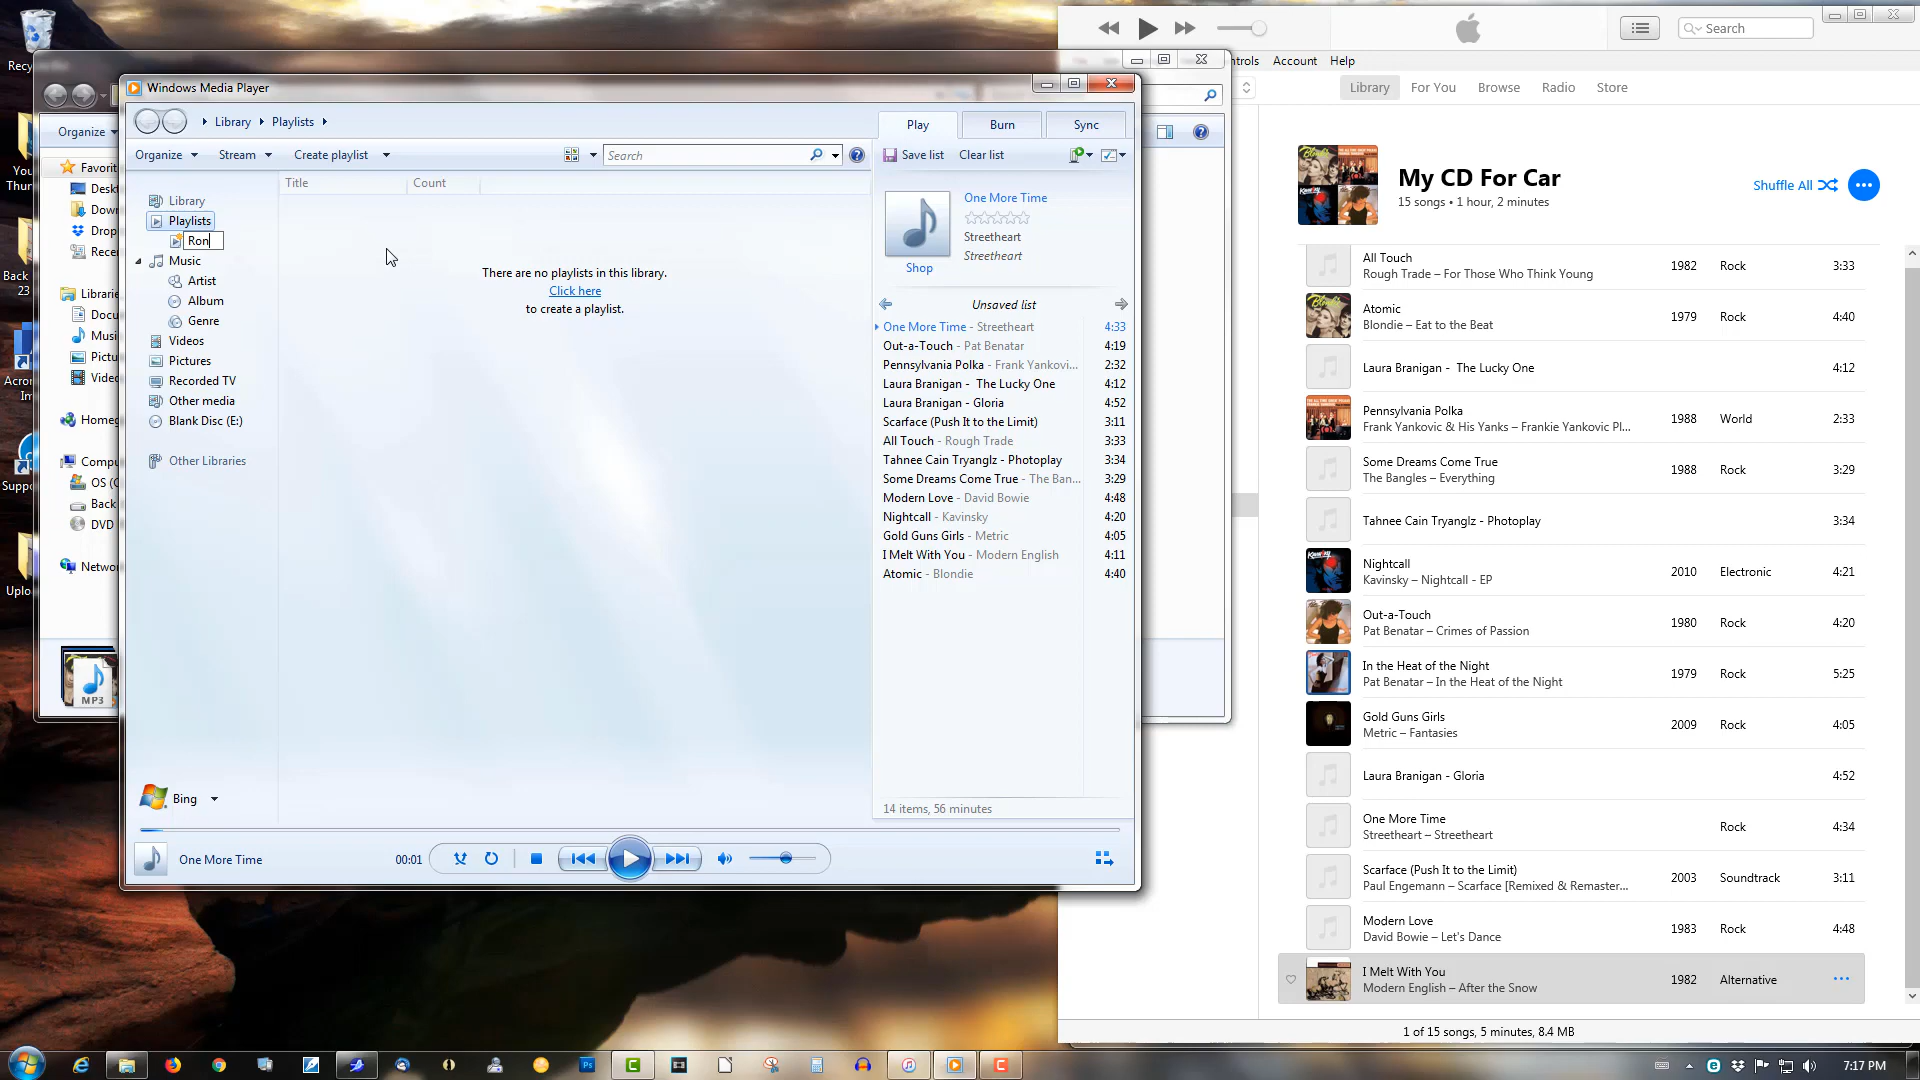 Windows Media Player
Library
Playlists
Play
Burn
Sync
Organize
Stream
Create playlist
Search
Save list
Clear list
Title
Count
Library
Playlists
Ron
Music
Artist
Album
Genre
Videos
Pictures
Recorded TV
Other media
Blank Disc (E:)
Other Libraries
There are no playlists in this library.
Click here
to create a playlist.
One More Time
Streetheart
Streetheart
Shop
Unsaved list
One More Time - Streetheart 4:33
Out-a-Touch - Pat Benatar 4:19
Pennsylvania Polka - Frank Yankovi... 2:32
Laura Branigan -  The Lucky One 4:12
Laura Branigan - Gloria 4:52
Scarface (Push It to the Limit) 3:11
All Touch - Rough Trade 3:33
Tahnee Cain Tryanglz - Photoplay 3:34
Some Dreams Come True - The Ban... 3:29
Modern Love - David Bowie 4:48
Nightcall - Kavinsky 4:20
Gold Guns Girls - Metric 4:05
I Melt With You - Modern English 4:11
Atomic - Blondie 4:40
14 items, 56 minutes
Bing
One More Time
00:01
Organize
MP3
Account
Help
Search
Library
For You
Browse
Radio
Store
My CD For Car
15 songs • 1 hour, 2 minutes
Shuffle All
All Touch
Rough Trade – For Those Who Think Young
1982 Rock 3:33
Atomic
Blondie – Eat to the Beat
1979 Rock 4:40
Laura Branigan -  The Lucky One 4:12
Pennsylvania Polka
Frank Yankovic & His Yanks – Frankie Yankovic Pl...
1988 World 2:33
Some Dreams Come True
The Bangles – Everything
1988 Rock 3:29
Tahnee Cain Tryanglz - Photoplay 3:34
Nightcall
Kavinsky – Nightcall - EP
2010 Electronic 4:21
Out-a-Touch
Pat Benatar – Crimes of Passion
1980 Rock 4:20
In the Heat of the Night
Pat Benatar – In the Heat of the Night
1979 Rock 5:25
Gold Guns Girls
Metric – Fantasies
2009 Rock 4:05
Laura Branigan - Gloria 4:52
One More Time
Streetheart – Streetheart
Rock 4:34
Scarface (Push It to the Limit)
Paul Engemann – Scarface [Remixed & Remaster...
2003 Soundtrack 3:11
Modern Love
David Bowie – Let's Dance
1983 Rock 4:48
I Melt With You
Modern English – After the Snow
1982 Alternative
1 of 15 songs, 5 minutes, 8.4 MB
7:17 PM